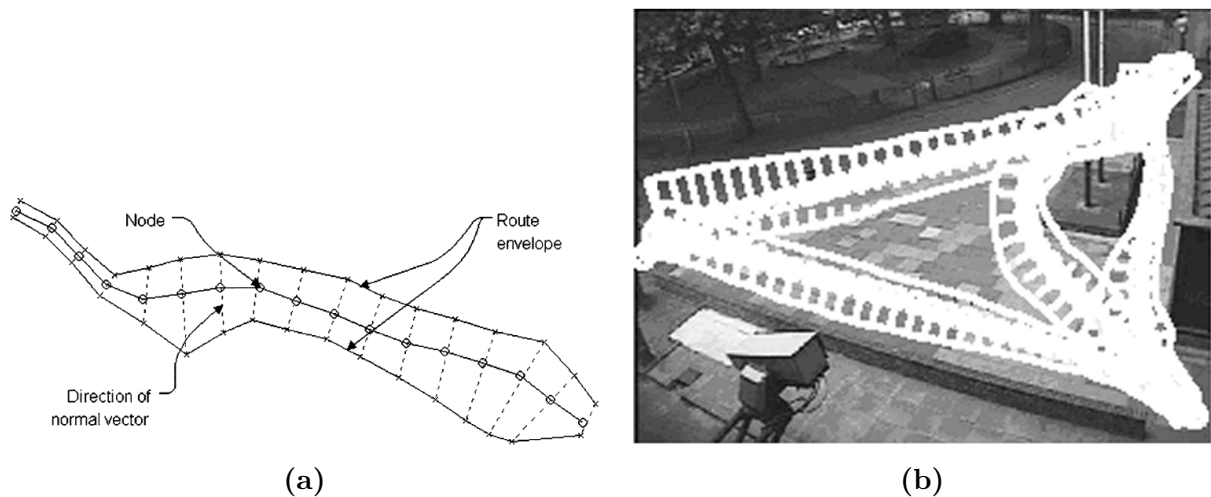 Node
Route
envelope
Direction of
normal vector
(a)
(b)